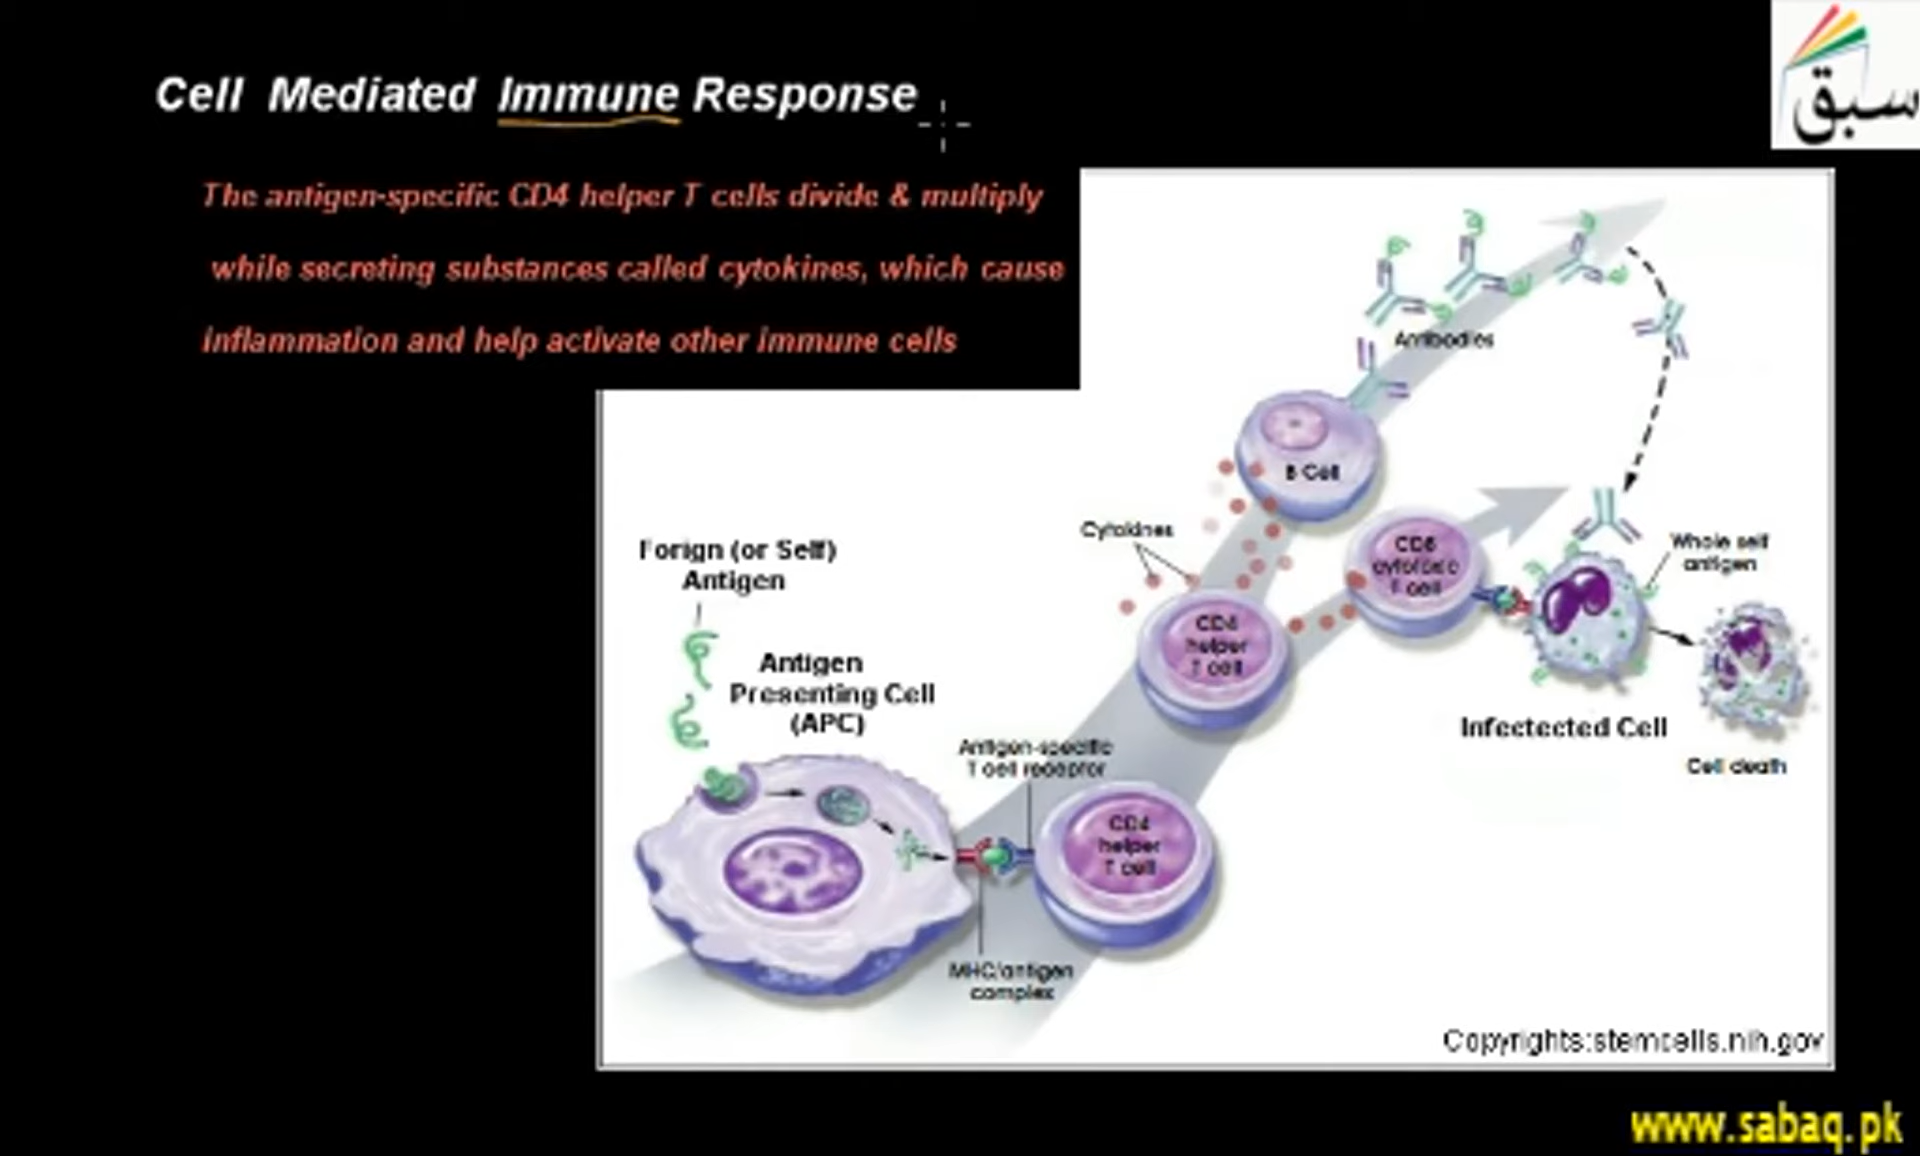 سبق
Cell Mediated Immune Response
The antigen-specific CD4 helper T cells divide & multiply
while secreting substances called cytokines, which cause
inflammation and help activate other immune cells
Antibodies
B Cell
Cytokines
CD8
cytotoxic
T cell
Whole self
antigen
Forign (or Self)
Antigen
CD4
helper
T cell
Antigen
Presenting Cell
(APC)
Infectected Cell
Antigen-specific
T cell receptor
Cell death
CD4
helper
T cell
MHC/antigen
complex
Copyrights:stemcells.nih.gov
www.sabaq.pk